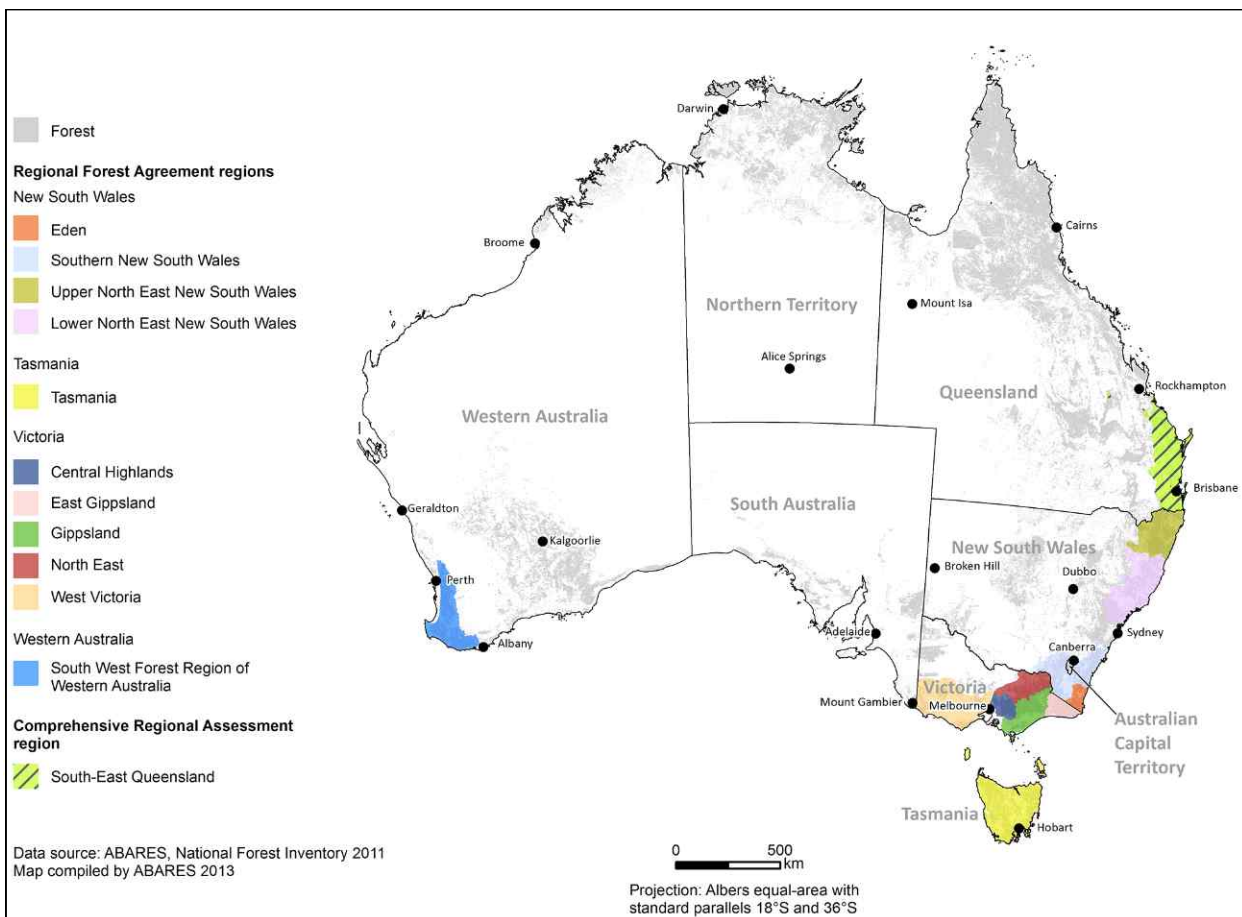 Forest
Regional Forest Agreement regions
New South Wales
Eden
Southern New South Wales
Upper North East New South Wales
Lower North East New South Wales
Tasmania
Tasmania
Victoria
Central Highlands
East Gippsland
Gippsland
North East
West Victoria
Western Australia
South West Forest Region of
Western Australia
Comprehensive Regional Assessment
region
South-East Queensland
Data source: ABARES, National Forest Inventory 2011
Map compiled by ABARES 2013
Darwin
Cairns
Broome
Northern Territory
Mount Isa
Alice Springs
Rockhampton
Queensland
Western Australia
Brisbane
South Australia
Geraldton
Kalgoorlie
New South Wales
Broken Hill
Dubbo
Perth
Adelaide
Sydney
Albany
Canberra
Victoria
Mount Gambier
Melbourne
Australian
Capital
Territory
Tasmania
Hobart
0 500
km
Projection: Albers equal-area with
standard parallels 18°S and 36°S